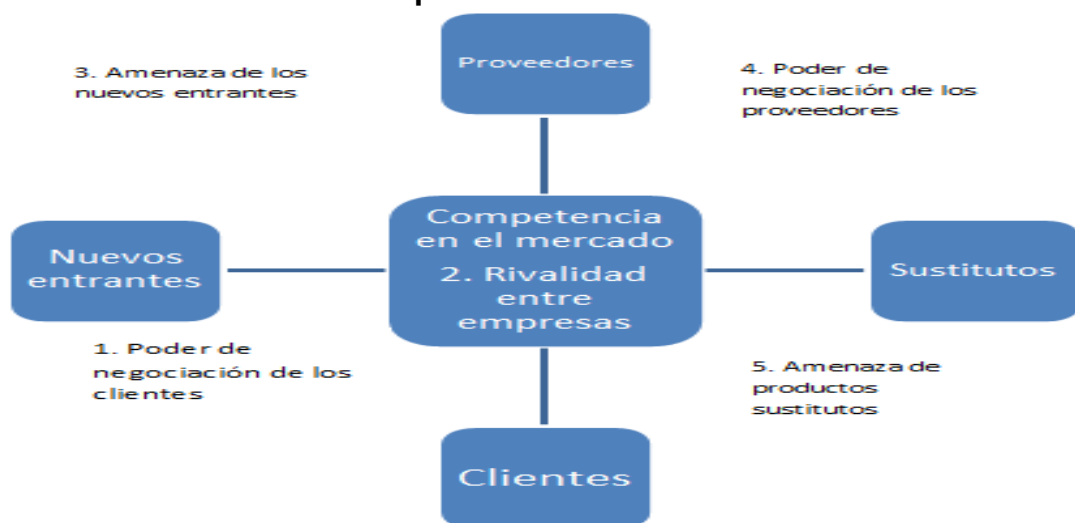 Proveedores
3. Amenaza de los
nuevos entrantes
4. Poder de
negociación de los
proveedores
Competencia
en el mercado
2. Rivalidad
entre
empresas
Nuevos
entrantes
Sustitutos
1. Poder de
negociación de los
clientes
5. Amenaza de
productos
sustitutos
Clientes